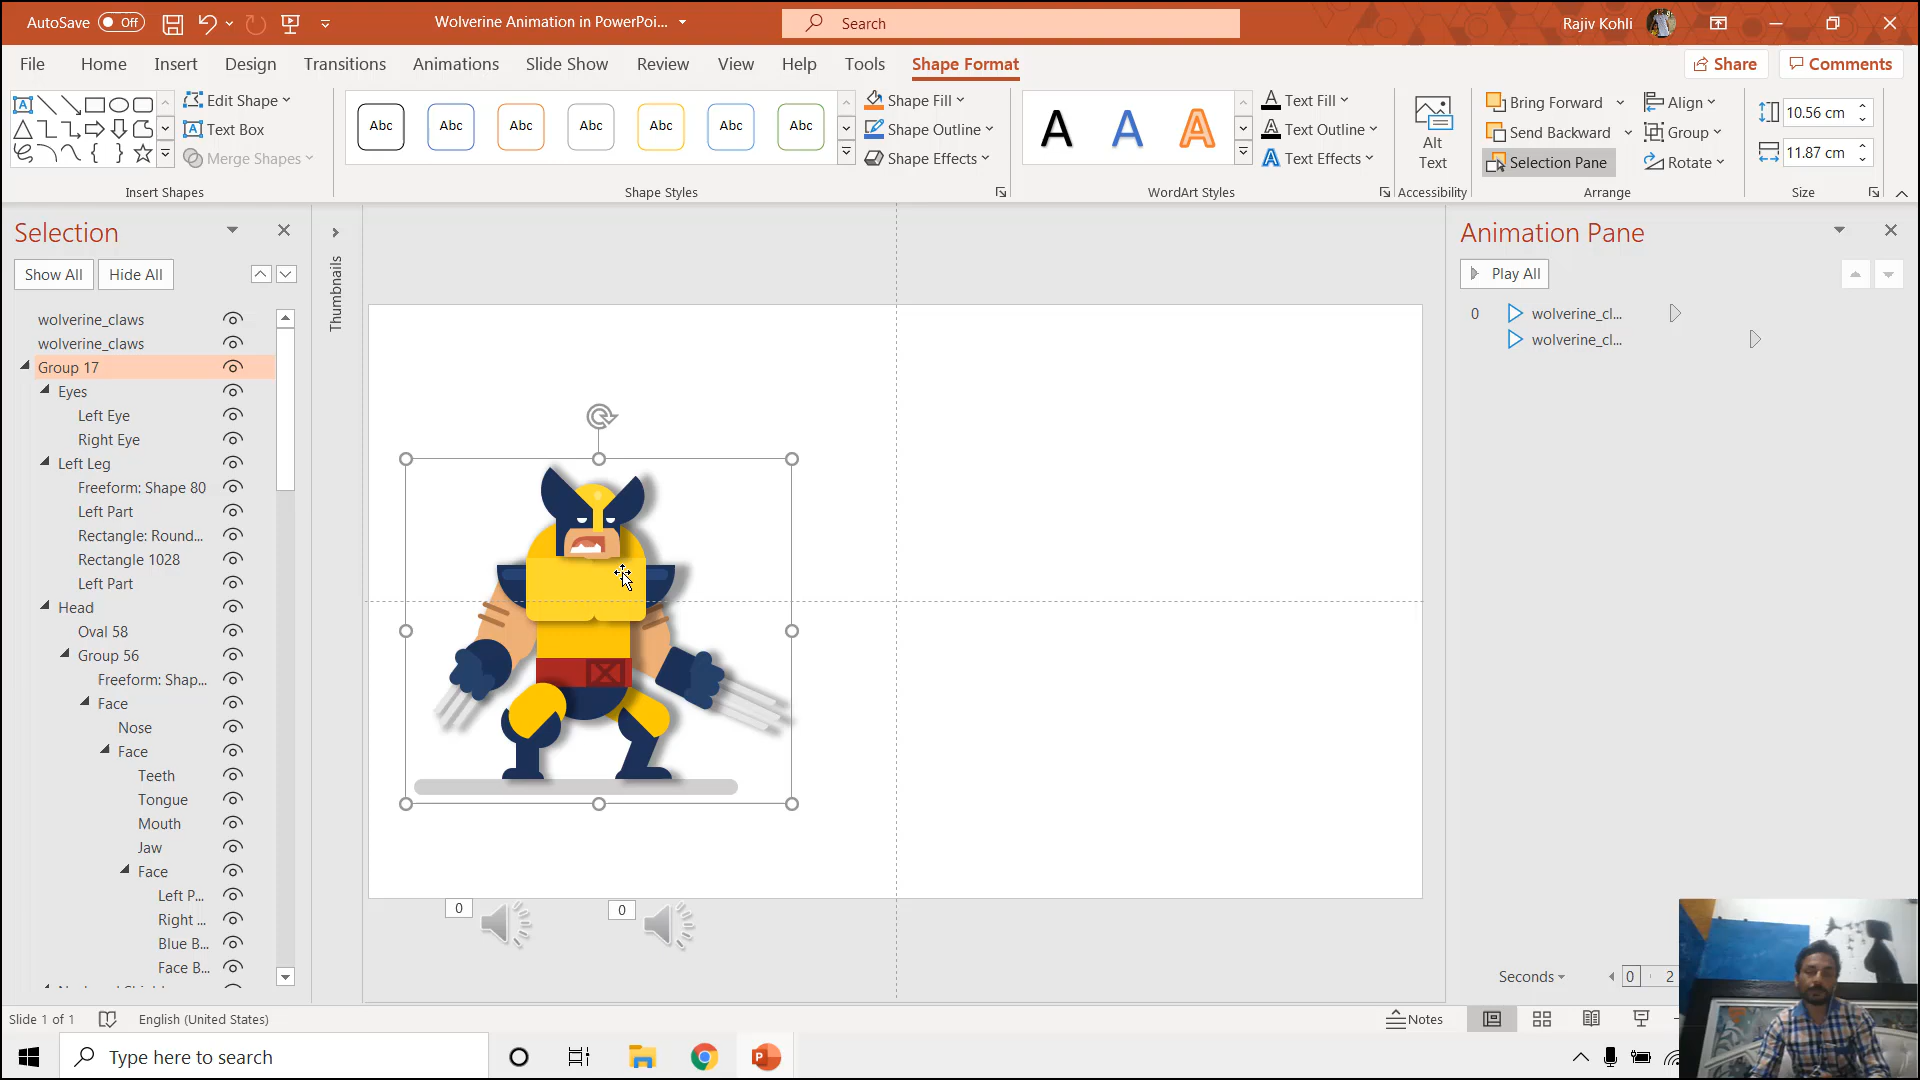 AutoSave Off Wolverine Animation in PowerPoi... Search Rajiv Kohli
File Home Insert Design Transitions Animations Slide Show Review View Help Tools Shape Format Share Comments
Edit Shape
Text Box
Merge Shapes
Insert Shapes
Abc Abc Abc Abc Abc Abc Abc
Shape Fill
Shape Outline
Shape Effects
Shape Styles
A A A
Text Fill
Text Outline
Text Effects
WordArt Styles
Alt
Text
Accessibility
Bring Forward
Send Backward
Selection Pane
Align
Group
Rotate
Arrange
10.56 cm
11.87 cm
Size
Selection
Show All Hide All
wolverine_claws
wolverine_claws
Group 17
Eyes
Left Eye
Right Eye
Left Leg
Freeform: Shape 80
Left Part
Rectangle: Round...
Rectangle 1028
Left Part
Head
Oval 58
Group 56
Freeform: Shap...
Face
Nose
Face
Teeth
Tongue
Mouth
Jaw
Face
Left P...
Right ...
Blue B...
Face B...
Thumbnails
0 0
Animation Pane
Play All
0 wolverine_cl...
wolverine_cl...
Seconds 0 2
Slide 1 of 1 English (United States) Notes
Type here to search